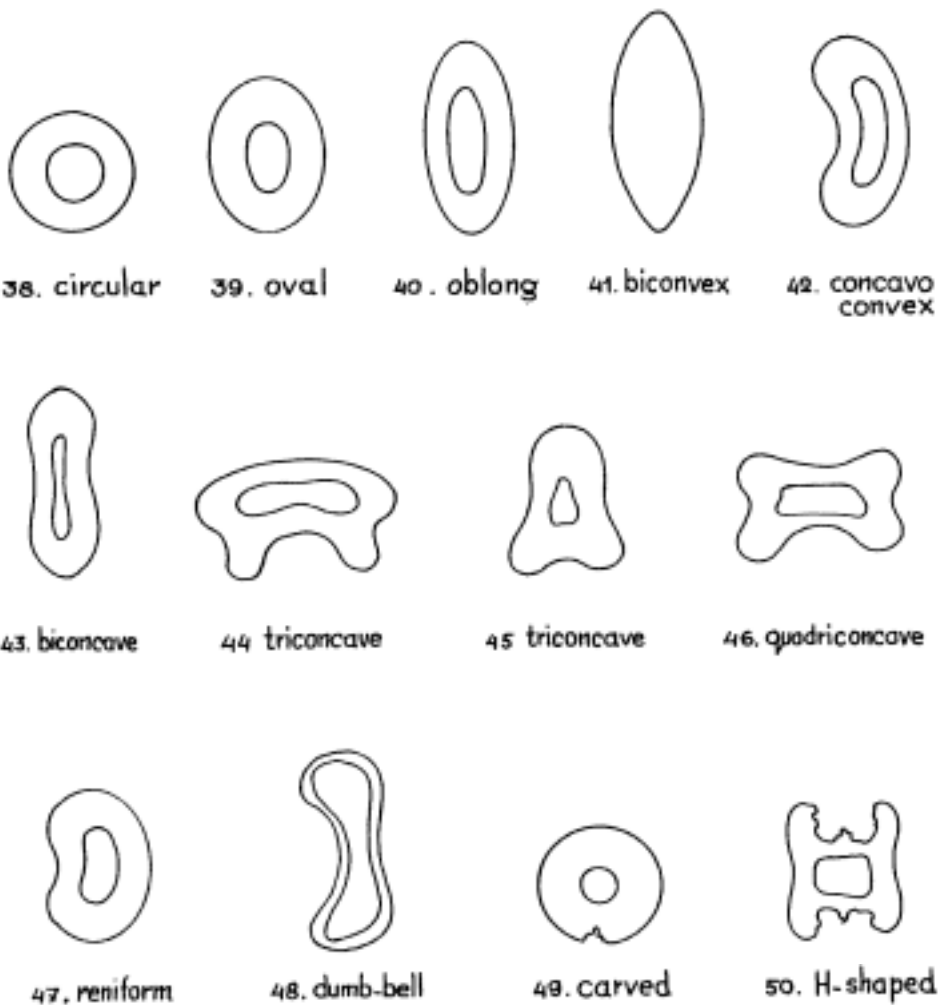 38. circular
39. oval
40. oblong
41. biconvex
42. concavo
convex
43. biconcave
44 triconcave
45 triconcave
46. quadriconcave
47. reniform
48. dumb-bell
49. carved
50. H-shaped